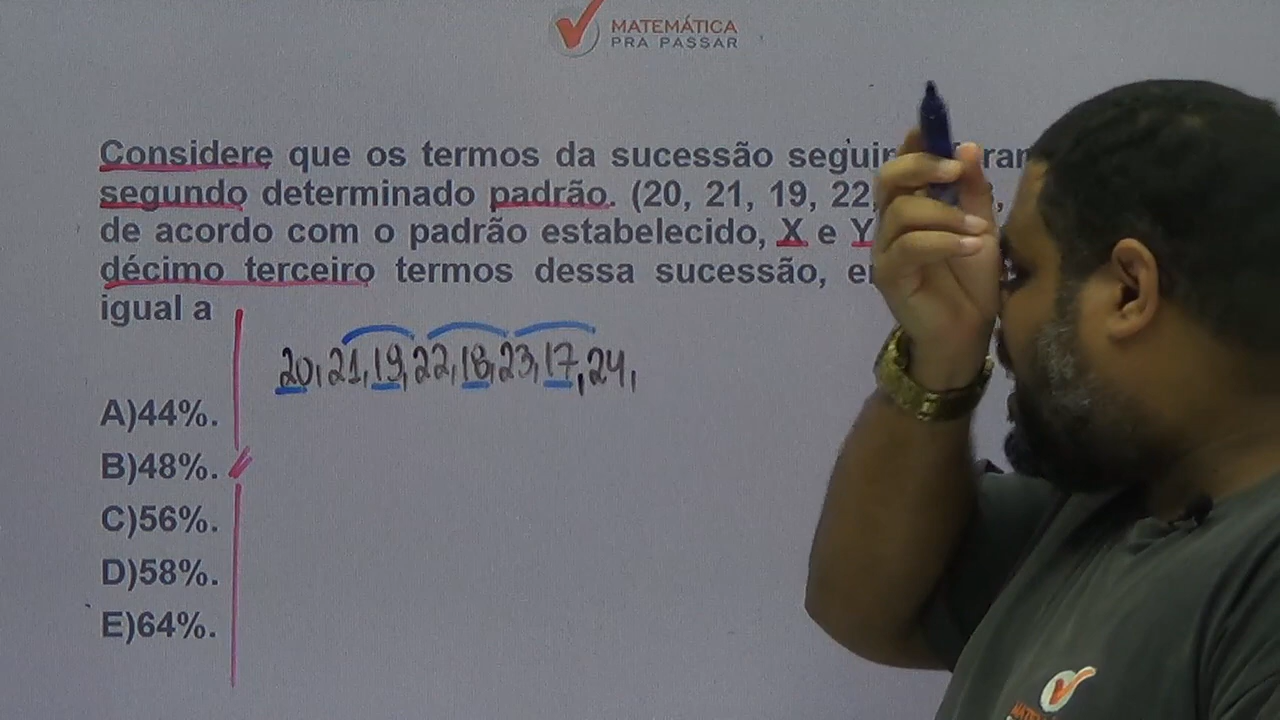 MATEMÁTICA
PRA PASSAR
Considere que os termos da sucessão
segundo determinado padrão. (20, 21, 19, 22,
de acordo com o padrão estabelecido, X e Y
décimo terceiro termos dessa sucessão,
igual a
20, 21, 19, 22, 18, 23, 17, 24,
A)44%.
B)48%.
C)56%.
D)58%.
E)64%.